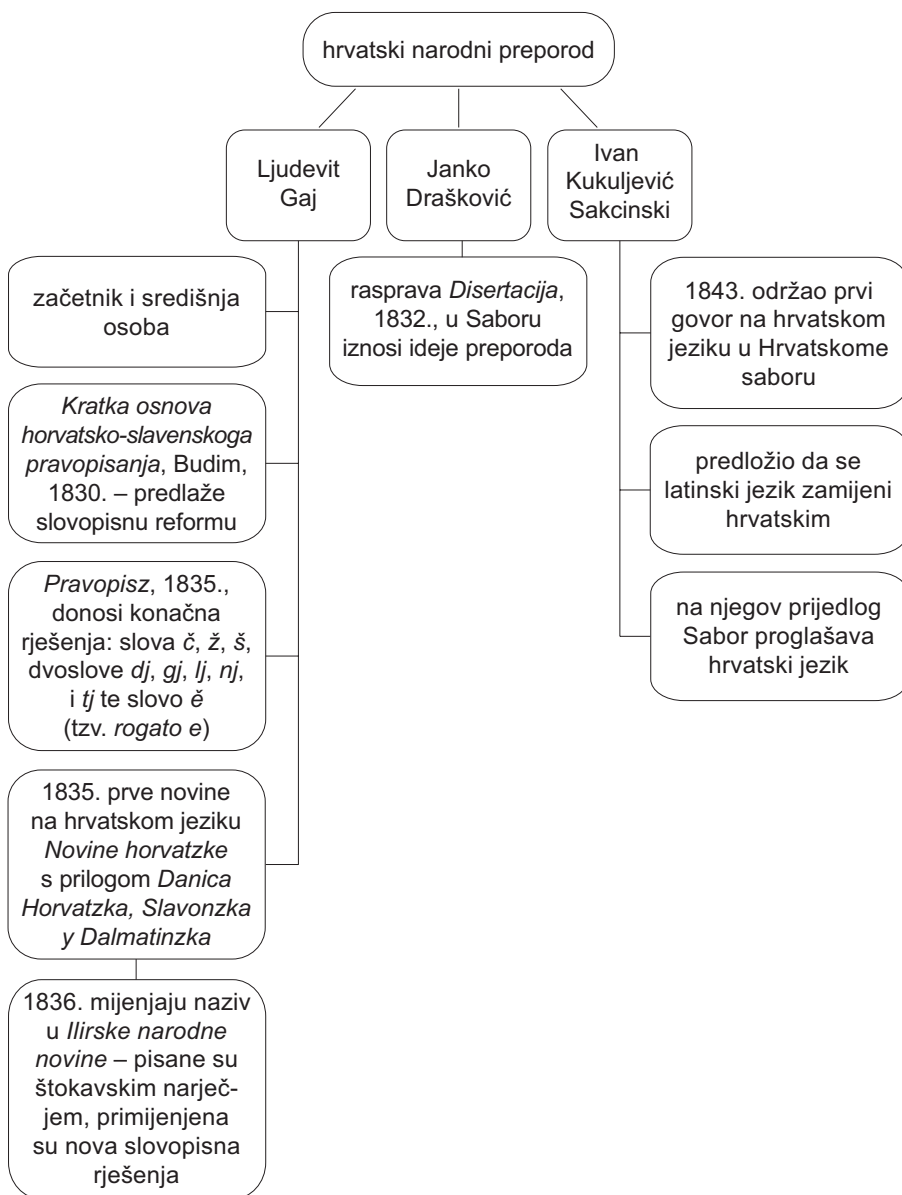 hrvatski narodni preporod
Ljudevit
Gaj
začetnik i središnja
osoba
Kratka osnova
horvatsko-slavenskoga
pravopisanja, Budim,
1830. – predlaže
slovopisnu reformu
Pravopisz, 1835.,
donosi konačna
rješenja: slova č, ž, š,
dvoslove dj, gj, lj, nj,
i tj te slovo ě
(tzv. rogato e)
1835. prve novine
na hrvatskom jeziku
Novine horvatzke
s prilogom Danica
Horvatzka, Slavonzka
y Dalmatinzka
1836. mijenjaju naziv
u Ilirske narodne
novine – pisane su
štokavskim narječ-
jem, primijenjena
su nova slovopisna
rješenja
Janko
Drašković
rasprava Disertacija,
1832., u Saboru
iznosi ideje preporoda
Ivan
Kukuljević
Sakcinski
1843. održao prvi
govor na hrvatskom
jeziku u Hrvatskome
saboru
predložio da se
latinski jezik zamijeni
hrvatskim
na njegov prijedlog
Sabor proglašava
hrvatski jezik